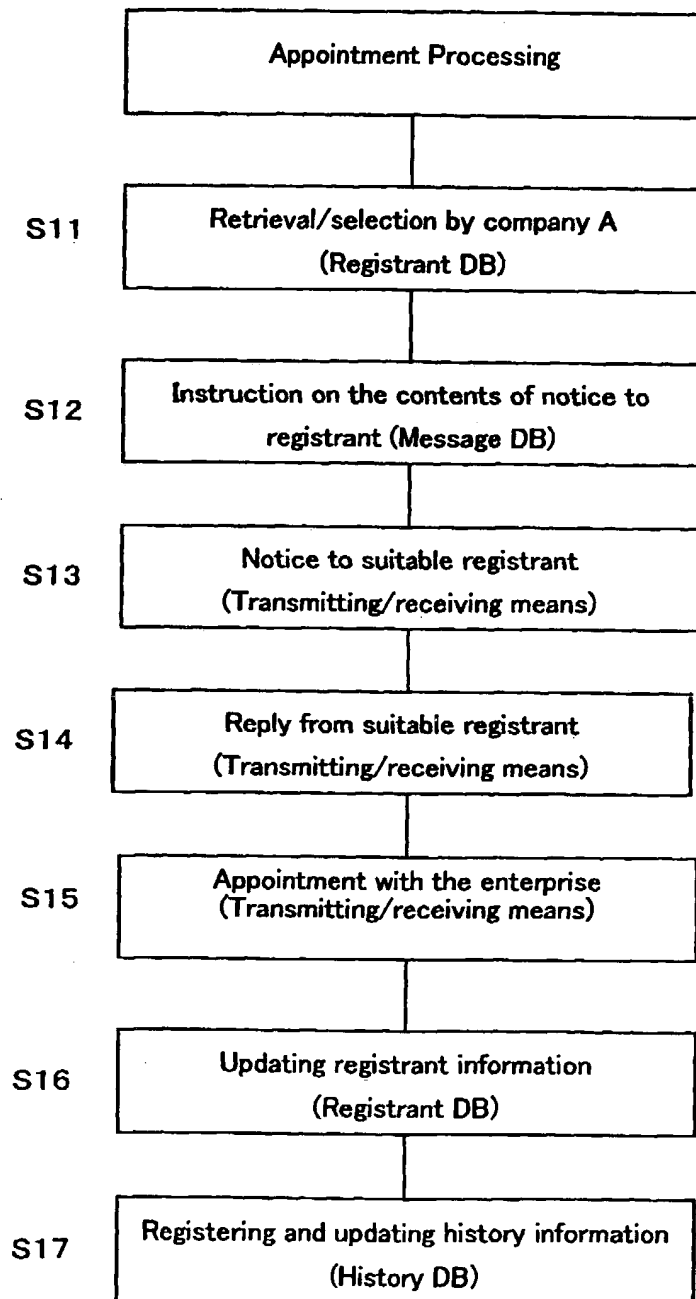 Appointment Processing
S11
Retrieval/selection by company A
(Registrant DB)
S12
Instruction on the contents of notice to
registrant (Message DB)
S13
Notice to suitable registrant
(Transmitting/receiving means)
S14
Reply from suitable registrant
(Transmitting/receiving means)
S15
Appointment with the enterprise
(Transmitting/receiving means)
S16
Updating registrant information
(Registrant DB)
S17
Registering and updating history information
(History DB)